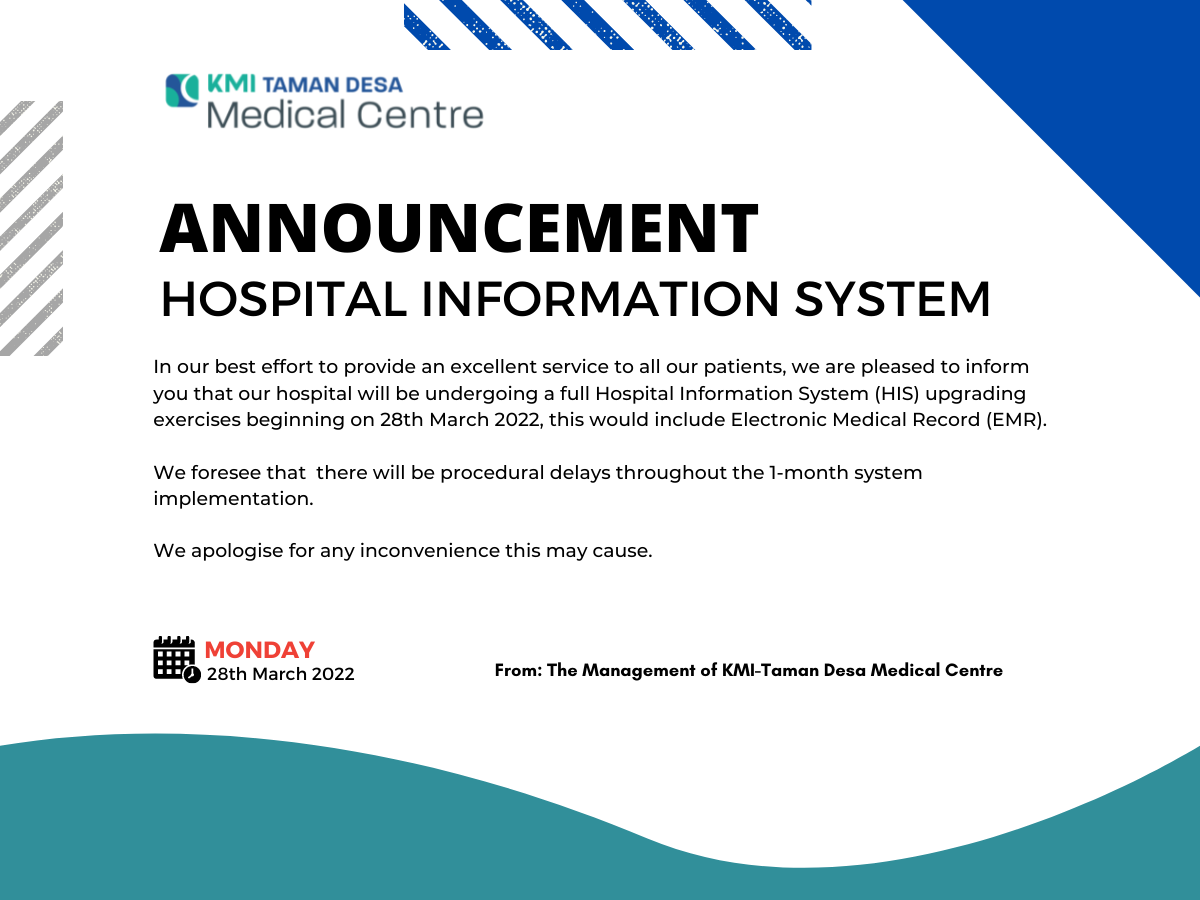 KMI TAMAN DESA
Medical Centre
ANNOUNCEMENT
HOSPITAL INFORMATION SYSTEM
In our best effort to provide an excellent service to all our patients, we are pleased to inform
you that our hospital will be undergoing a full Hospital Information System (HIS) upgrading
exercises beginning on 28th March 2022, this would include Electronic Medical Record (EMR).
We foresee that  there will be procedural delays throughout the 1-month system
implementation.
We apologise for any inconvenience this may cause.
MONDAY
28th March 2022
From: The Management of KMI-Taman Desa Medical Centre